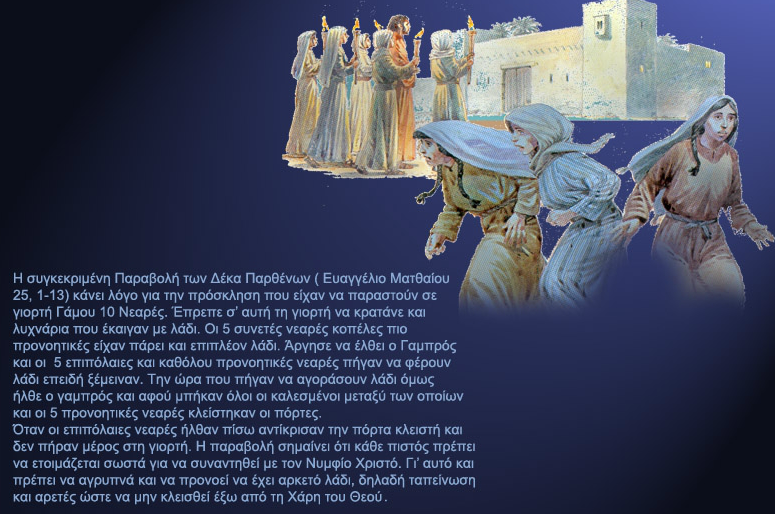 Η συγκεκριμένη Παραβολή των Δέκα Παρθένων ( Ευαγγέλιο Ματθαίου
25, 1-13) κάνει λόγο για την πρόσκληση που είχαν να παραστούν σε
γιορτή Γάμου 10 Νεαρές. Έπρεπε σ’ αυτή τη γιορτή να κρατάνε και
λυχνάρια που έκαιγαν με λάδι. Οι 5 συνετές νεαρές κοπέλες πιο
προνοητικές είχαν πάρει και επιπλέον λάδι. Άργησε να έλθει ο Γαμπρός
και οι 5 επιπόλαιες και καθόλου προνοητικές νεαρές πήγαν να φέρουν
λάδι επειδή ξέμειναν. Την ώρα που πήγαν να αγοράσουν λάδι όμως
ήλθε ο γαμπρός και αφού μπήκαν όλοι οι καλεσμένοι μεταξύ των οποίων
και οι 5 προνοητικές νεαρές κλείστηκαν οι πόρτες.
Όταν οι επιπόλαιες νεαρές ήλθαν πίσω αντίκρισαν την πόρτα κλειστή και
δεν πήραν μέρος στη γιορτή. Η παραβολή σημαίνει ότι κάθε πιστός πρέπει
να ετοιμάζεται σωστά για να συναντηθεί με τον Νυμφίο Χριστό. Γι’ αυτό και
πρέπει να αγρυπνά και να προνοεί να έχει αρκετό λάδι, δηλαδή ταπείνωση
και αρετές ώστε να μην κλεισθεί έξω από τη Χάρη του Θεού.